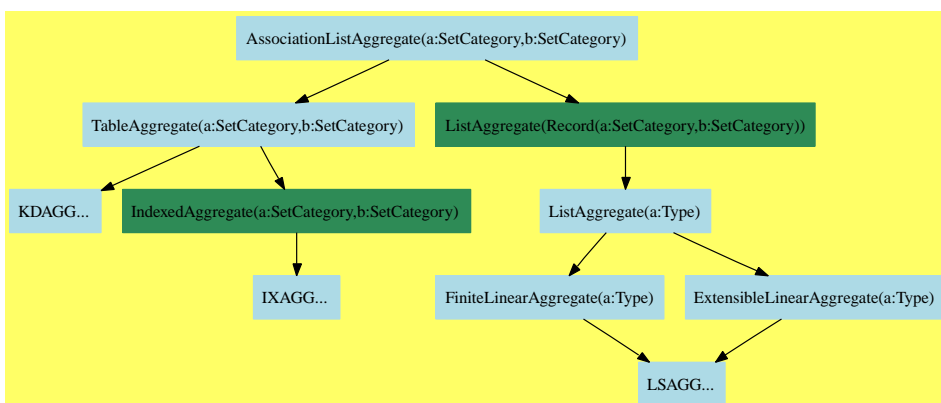 AssociationListAggregate(a:SetCategory,b:SetCategory)
TableAggregate(a:SetCategory,b:SetCategory)
ListAggregate(Record(a:SetCategory,b:SetCategory))
KDAGG...
IndexedAggregate(a:SetCategory,b:SetCategory)
ListAggregate(a:Type)
IXAGG...
FiniteLinearAggregate(a:Type)
ExtensibleLinearAggregate(a:Type)
LSAGG...